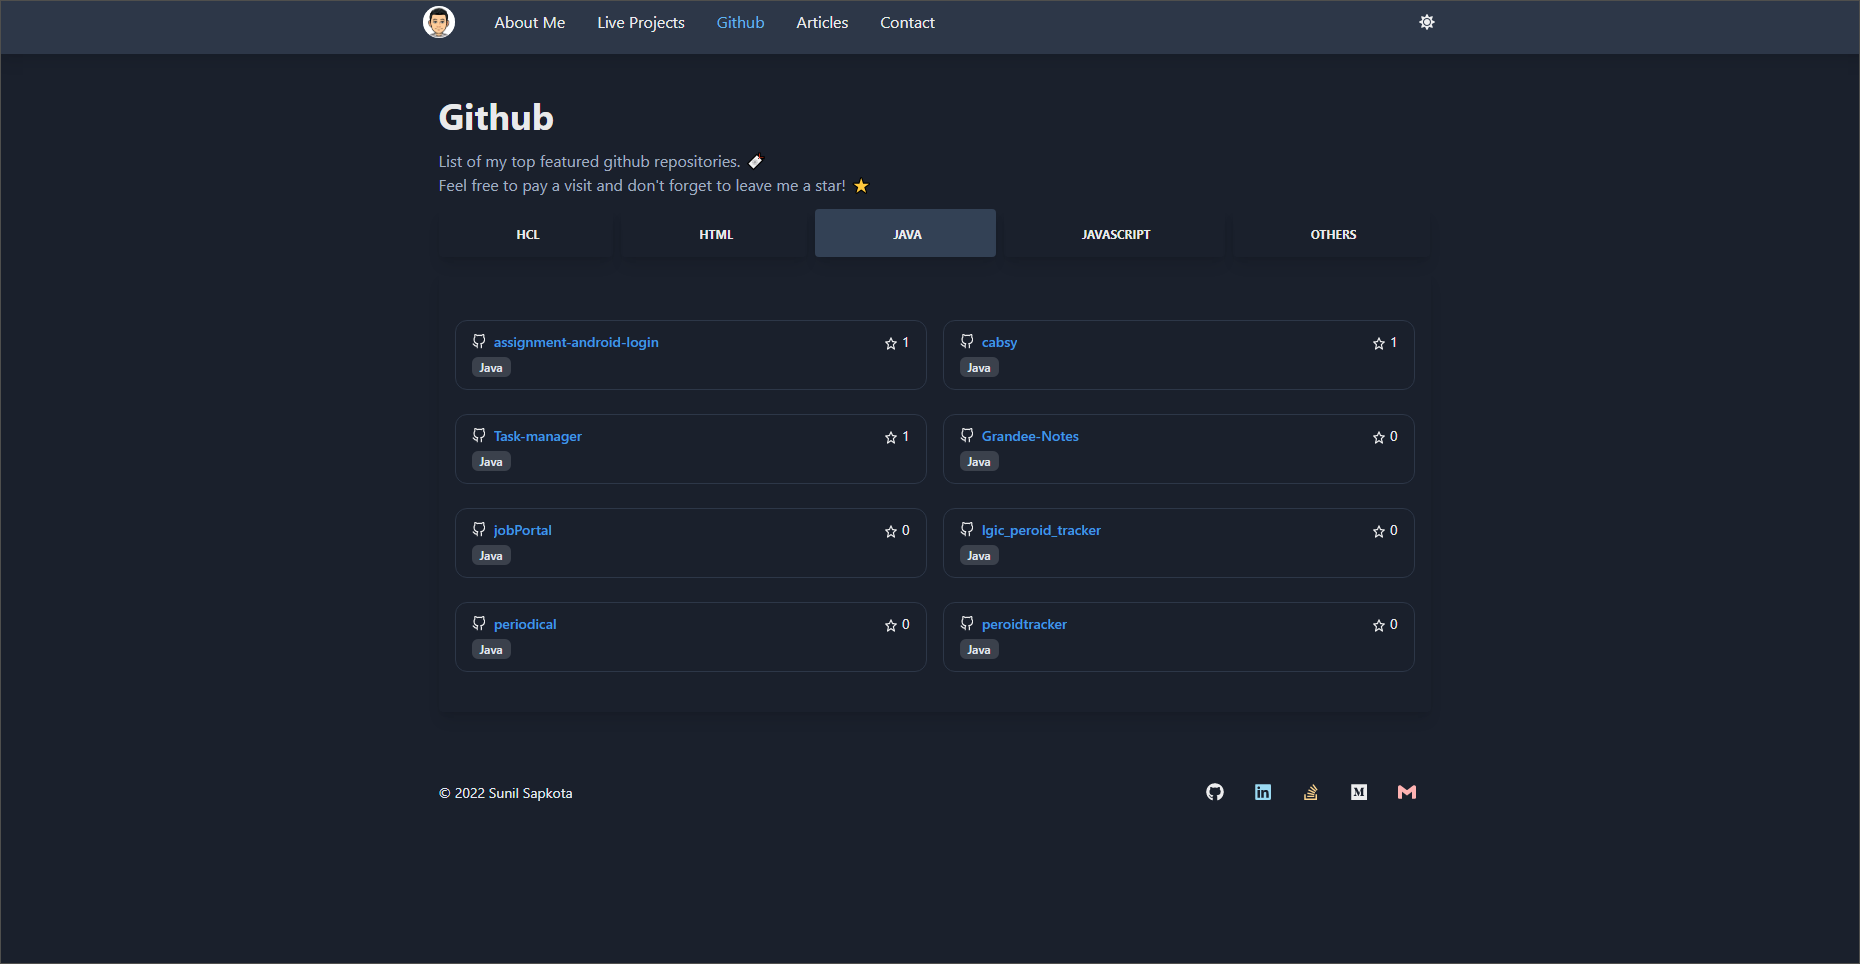 About Me Live Projects Github Articles Contact
Github
List of my top featured github repositories.
Feel free to pay a visit and don't forget to leave me a star! ⭐
HCL HTML JAVA JAVASCRIPT OTHERS
assignment-android-login 1
Java
cabsy 1
Java
Task-manager 1
Java
Grandee-Notes 0
Java
jobPortal 0
Java
lgic_peroid_tracker 0
Java
periodical 0
Java
peroidtracker 0
Java
© 2022 Sunil Sapkota